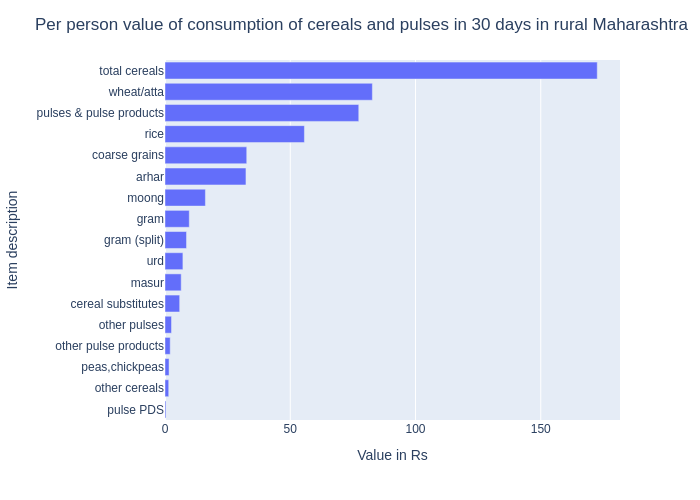 Per person value of consumption of cereals and pulses in 30 days in rural Maharashtra
total cereals
wheat/atta
pulses & pulse products
rice
coarse grains
arhar
moong
gram
gram (split)
urd
masur
cereal substitutes
other pulses
other pulse products
peas,chickpeas
other cereals
pulse PDS
Item description
0 50 100 150
Value in Rs